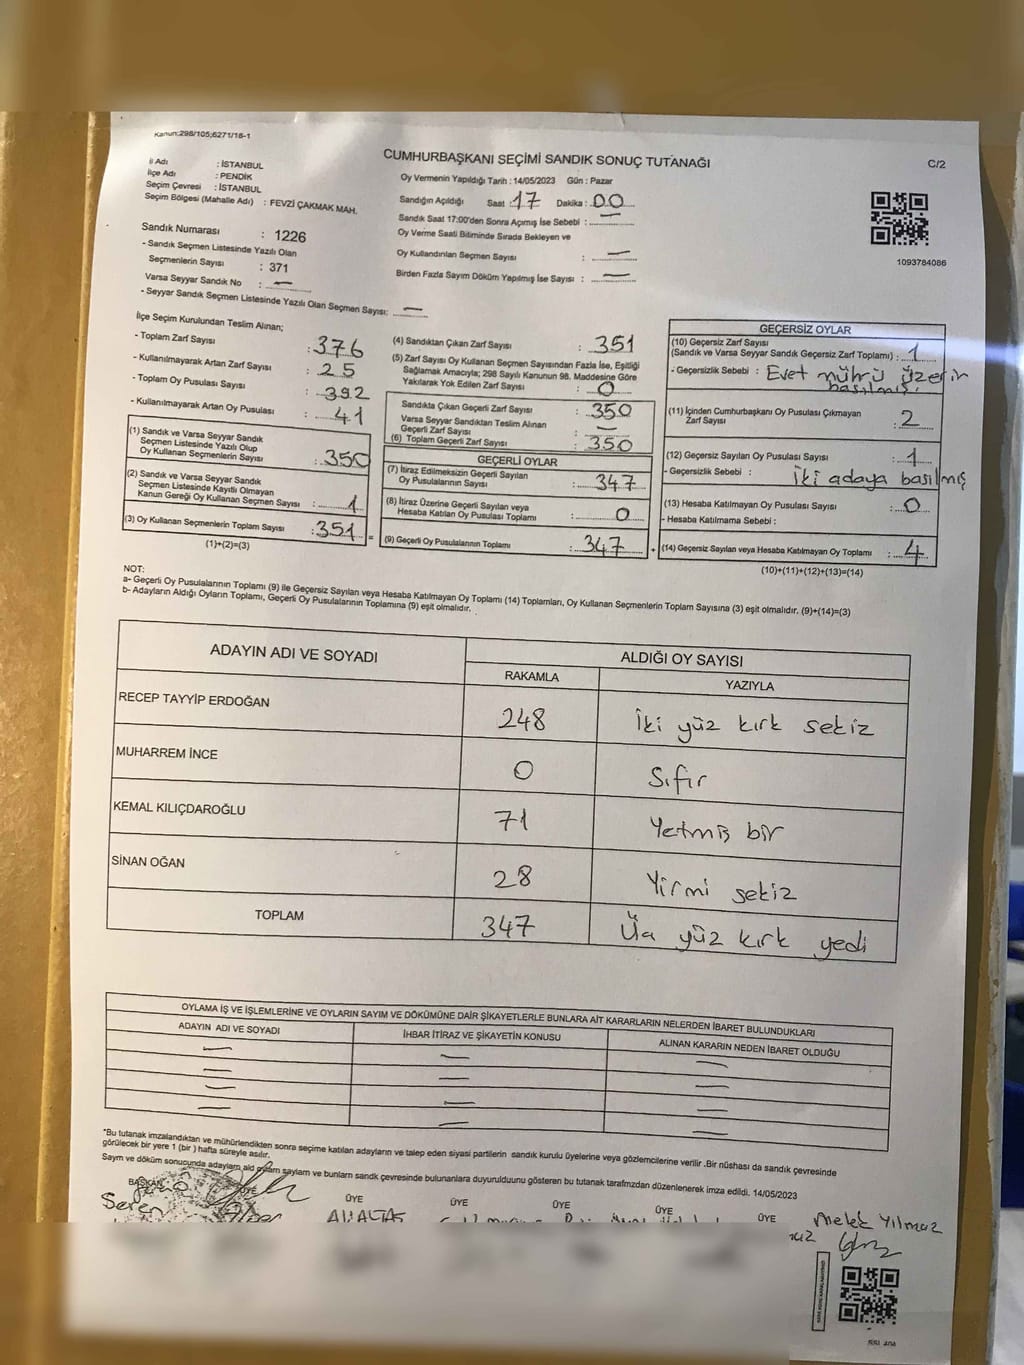 Kanun:298/105;6271/16-1
CUMHURBAŞKANI SEÇİMİ SANDIK SONUÇ TUTANAĞI
C/2
İl Adı : İSTANBUL
İlçe Adı : PENDİK
Seçim Çevresi : İSTANBUL
Seçim Bölgesi (Mahalle Adı) : FEVZİ ÇAKMAK MAH.
Oy Vermenin Yapıldığı Tarih : 14/05/2023 Gün : Pazar
Sandığın Açıldığı Saat : 17 Dakika : 00
Sandık Saat 17:00'den Sonra Açılmış İse Sebebi : —
Oy Verme Saati Bitiminde Sırada Bekleyen ve
Oy Kullandırılan Seçmen Sayısı : —
Birden Fazla Sayım Döküm Yapılmış İse Sayısı : —
1093784086
Sandık Numarası : 1226
- Sandık Seçmen Listesinde Yazılı Olan
Seçmenlerin Sayısı : 371
Varsa Seyyar Sandık No : —
- Seyyar Sandık Seçmen Listesinde Yazılı Olan Seçmen Sayısı: —
İlçe Seçim Kurulundan Teslim Alınan;
- Toplam Zarf Sayısı : 376
- Kullanılmayarak Artan Zarf Sayısı : 25
- Toplam Oy Pusulası Sayısı : 392
- Kullanılmayarak Artan Oy Pusulası : 41
(1) Sandık ve Varsa Seyyar Sandık
Seçmen Listesinde Yazılı Olup
Oy Kullanan Seçmenlerin Sayısı : 350
(2) Sandık ve Varsa Seyyar Sandık
Seçmen Listesinde Kayıtlı Olmayan
Kanun Gereği Oy Kullanan Seçmen Sayısı : 1
(3) Oy Kullanan Seçmenlerin Toplam Sayısı : 351 =
(1)+(2)=(3)
(4) Sandıktan Çıkan Zarf Sayısı : 351
(5) Zarf Sayısı Oy Kullanan Seçmen Sayısından Fazla İse, Eşitliği
Sağlamak Amacıyla; 298 Sayılı Kanunun 98. Maddesine Göre
Yakılarak Yok Edilen Zarf Sayısı : 0
Sandıkta Çıkan Geçerli Zarf Sayısı : 350
Varsa Seyyar Sandıktan Teslim Alınan
Geçerli Zarf Sayısı : —
(6) Toplam Geçerli Zarf Sayısı : 350
GEÇERLİ OYLAR
(7) İtiraz Edilmeksizin Geçerli Sayılan
Oy Pusulalarının Sayısı : 347
(8) İtiraz Üzerine Geçerli Sayılan veya
Hesaba Katılan Oy Pusulası Toplamı : 0
(9) Geçerli Oy Pusulalarının Toplamı : 347 +
GEÇERSİZ OYLAR
(10) Geçersiz Zarf Sayısı
(Sandık ve Varsa Seyyar Sandık Geçersiz Zarf Toplamı) : 1
- Geçersizlik Sebebi : Evet mührü üzerin
basılmış.
(11) İçinden Cumhurbaşkanı Oy Pusulası Çıkmayan
Zarf Sayısı : 2
(12) Geçersiz Sayılan Oy Pusulası Sayısı : 1
- Geçersizlik Sebebi : İki adaya basılmış
(13) Hesaba Katılmayan Oy Pusulası Sayısı : 0
- Hesaba Katılmama Sebebi :
(14) Geçersiz Sayılan veya Hesaba Katılmayan Oy Toplamı : 4
(10)+(11)+(12)+(13)=(14)
NOT:
a- Geçerli Oy Pusulalarının Toplamı (9) ile Geçersiz Sayılan veya Hesaba Katılmayan Oy Toplamı (14) Toplamları, Oy Kullanan Seçmenlerin Toplam Sayısına (3) eşit olmalıdır. (9)+(14)=(3)
b- Adayların Aldığı Oyların Toplamı, Geçerli Oy Pusulalarının Toplamına (9) eşit olmalıdır.
ADAYIN ADI VE SOYADI ALDIĞI OY SAYISI
RAKAMLA YAZIYLA
RECEP TAYYİP ERDOĞAN 248 İki yüz kırk sekiz
MUHARREM İNCE 0 Sıfır
KEMAL KILIÇDAROĞLU 71 Yetmiş bir
SİNAN OĞAN 28 Yirmi sekiz
TOPLAM 347 Üç yüz kırk yedi
OYLAMA İŞ VE İŞLEMLERİNE VE OYLARIN SAYIM VE DÖKÜMÜNE DAİR ŞİKAYETLERLE BUNLARA AİT KARARLARIN NELERDEN İBARET BULUNDUKLARI
ADAYIN ADI VE SOYADI İHBAR İTİRAZ VE ŞİKAYETİN KONUSU ALINAN KARARIN NEDEN İBARET OLDUĞU
— — —
— — —
— — —
— — —
*Bu tutanak imzalandıktan ve mühürlendikten sonra seçime katılan adayların ve talep eden siyasi partilerin sandık kurulu üyelerine veya gözlemcilerine verilir .Bir nüshası da sandık çevresinde
görülecek bir yere 1 (bir ) hafta süreyle asılır.
Sayım ve döküm sonucunda adayların ald oyların sayların ve bunların sandık çevresinde bulunanlara duyurulduunu gösteren bu tutanak tarafmzdan düzenlenerek imza edildi. 14/05/2023
BAŞKAN ÜYE ÜYE ÜYE ÜYE ÜYE ÜYE
Seren
Melek Yılmaz